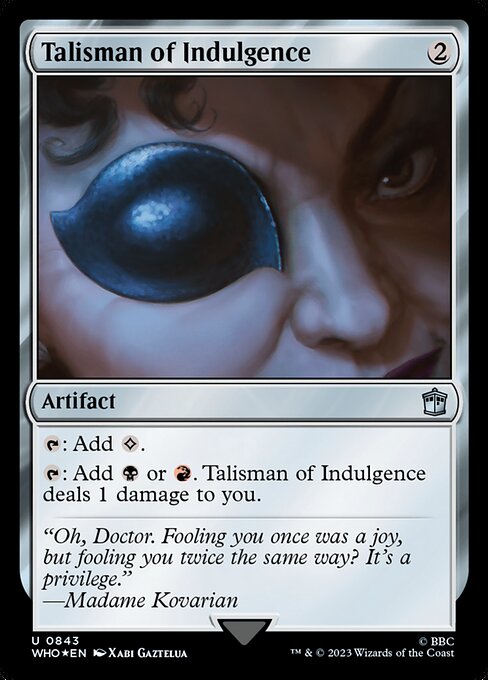 Talisman of Indulgence 2
Artifact
: Add .
: Add or . Talisman of Indulgence
deals 1 damage to you.
“Oh, Doctor. Fooling you once was a joy,
but fooling you twice the same way? It’s a
privilege.”
—Madame Kovarian
U 0843
WHO★EN Xabi Gaztelua
© BBC
™ & © 2023 Wizards of the Coast